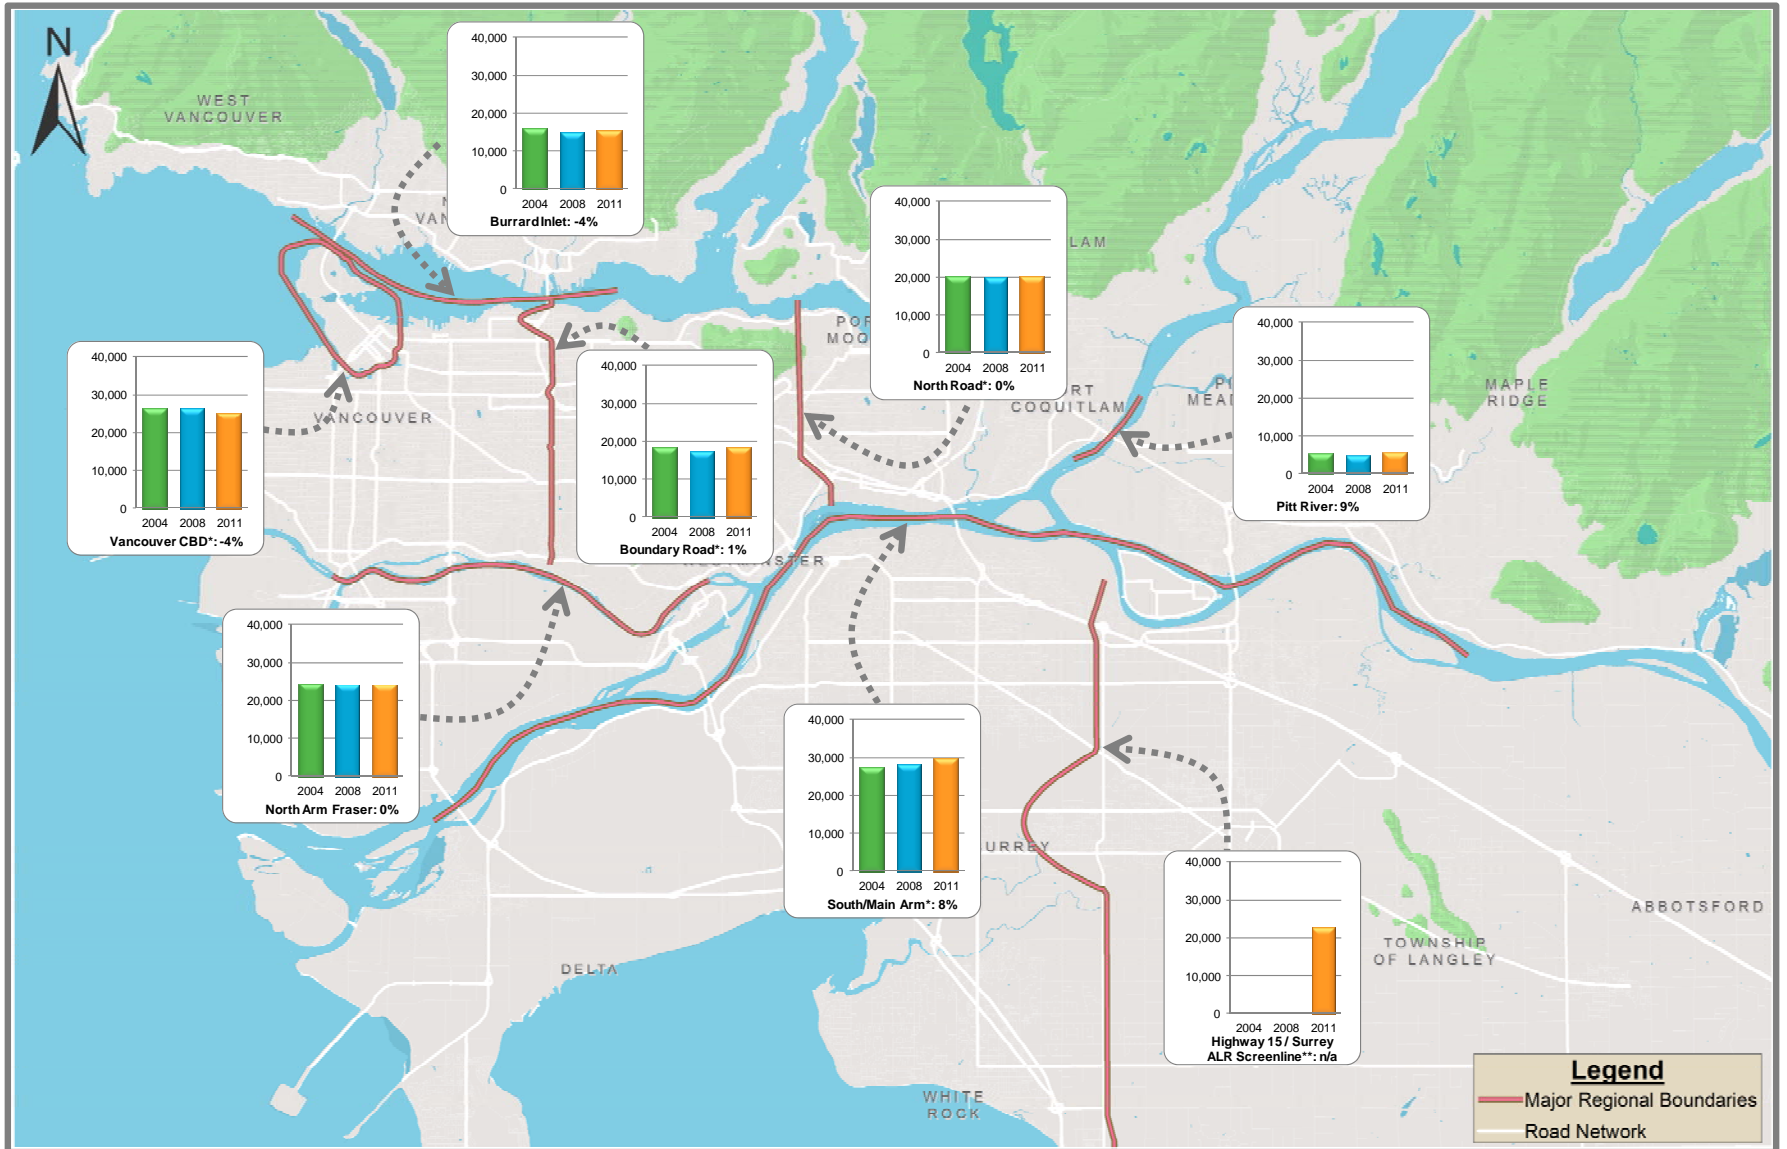 N
WEST
VANCOUVER
40,000
30,000
20,000
10,000
0
2004 2008 2011
Burrard Inlet: -4%
VAN
40,000
30,000
20,000
10,000
0
2004 2008 2011
North Road*: 0%
LAM
POR
MOO
RT
COQUITLAM
40,000
30,000
20,000
10,000
0
2004 2008 2011
Pitt River: 9%
PI
MEAD
MAPLE
RIDGE
40,000
30,000
20,000
10,000
0
2004 2008 2011
Vancouver CBD*: -4%
VANCOUVER
40,000
30,000
20,000
10,000
0
2004 2008 2011
Boundary Road*: 1%
WESTMINSTER
40,000
30,000
20,000
10,000
0
2004 2008 2011
North Arm Fraser: 0%
40,000
30,000
20,000
10,000
0
2004 2008 2011
South/Main Arm*: 8%
URREY
40,000
30,000
20,000
10,000
0
2004 2008 2011
Highway 15 / Surrey
ALR Screenline**: n/a
ABBOTSFORD
TOWNSHIP
OF LANGLEY
DELTA
WHITE
ROCK
Legend
Major Regional Boundaries
Road Network